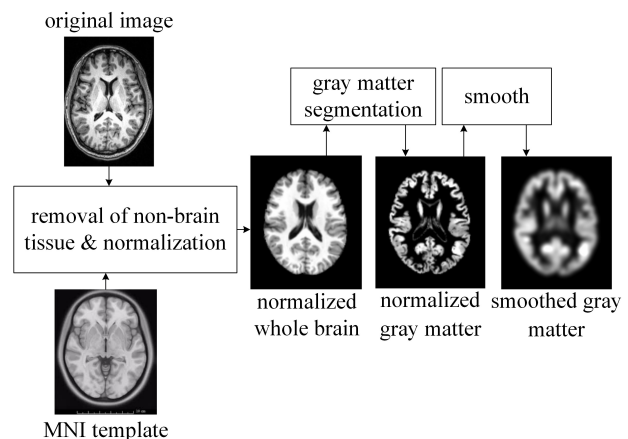 original image
gray matter
segmentation
smooth
removal of non-brain
tissue & normalization
normalized
whole brain
normalized
gray matter
smoothed gray
matter
MNI template